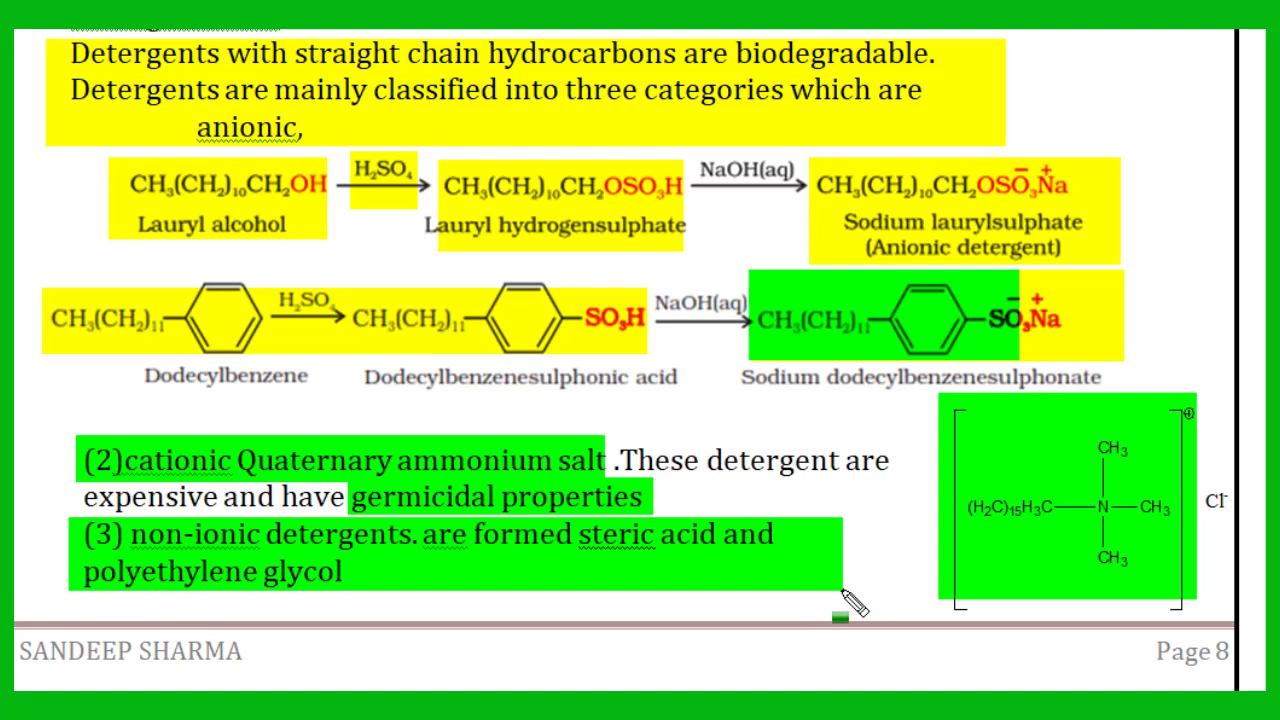 Detergents with straight chain hydrocarbons are biodegradable.
Detergents are mainly classified into three categories which are
anionic,
CH₃(CH₂)₁₀CH₂OH H₂SO₄ CH₃(CH₂)₁₀CH₂OSO₃H NaOH(aq) CH₃(CH₂)₁₀CH₂OSO̅₃N⁺a
Lauryl alcohol Lauryl hydrogensulphate Sodium laurylsulphate
(Anionic detergent)
CH₃(CH₂)₁₁ H₂SO₄ CH₃(CH₂)₁₁ SO₃H NaOH(aq) CH₃(CH₂)₁₁ SO̅₃N⁺a
Dodecylbenzene Dodecylbenzenesulphonic acid Sodium dodecylbenzenesulphonate
(2)cationic Quaternary ammonium salt .These detergent are
expensive and have germicidal properties
(3) non-ionic detergents. are formed steric acid and
polyethylene glycol
⊕
CH₃
(H₂C)₁₅H₃C N CH₃ Cl⁻
CH₃
SANDEEP SHARMA Page 8